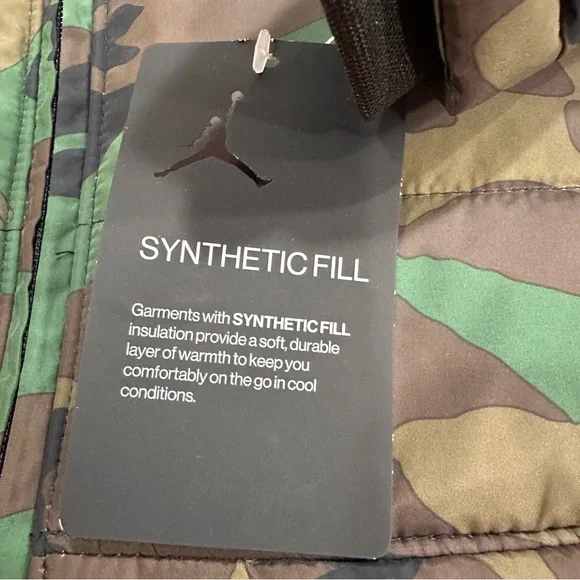 SYNTHETIC FILL
Garments with SYNTHETIC FILL
insulation provide a soft, durable
layer of warmth to keep you
comfortably on the go in cool
conditions.